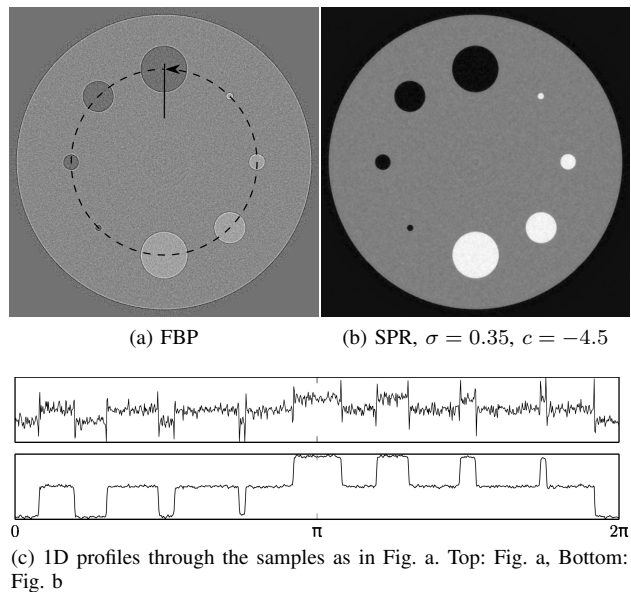 (a) FBP
(b) SPR, σ = 0.35, c = −4.5
0
π
2π
(c) 1D profiles through the samples as in Fig. a. Top: Fig. a, Bottom:
Fig. b